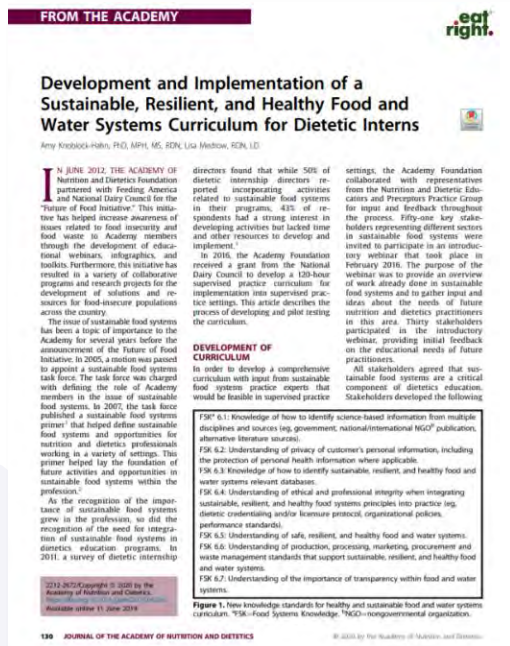 FROM THE ACADEMY
eat
right.
Development and Implementation of a
Sustainable, Resilient, and Healthy Food and
Water Systems Curriculum for Dietetic Interns
Amy Knoblock-Hahn, PhD, MPH, MS, RDN; Lisa Medrow, RDN, LD
IN JUNE 2012, THE ACADEMY OF
Nutrition and Dietetics Foundation
partnered with Feeding America
and National Dairy Council for the
"Future of Food Initiative." This initia-
tive has helped increase awareness of
issues related to food insecurity and
food waste to Academy members
through the development of educa-
tional webinars, infographics, and
toolkits. Furthermore, this initiative has
resulted in a variety of collaborative
programs and research projects for the
development of solutions and re-
sources for food-insecure populations
across the country.
The issue of sustainable food systems
has been a topic of importance to the
Academy for several years before the
announcement of the Future of Food
Initiative. In 2005, a motion was passed
to appoint a sustainable food systems
task force. The task force was charged
with defining the role of Academy
members in the issue of sustainable
food systems. In 2007, the task force
published a sustainable food systems
primer that helped define sustainable
food systems and opportunities for
nutrition and dietetics professionals
working in a variety of settings. This
primer helped lay the foundation of
future activities and opportunities in
sustainable food systems within the
profession.
As the recognition of the impor-
tance of sustainable food systems
grew in the profession, so did the
recognition of the need for integra-
tion of sustainable food systems in
dietetics education programs. In
2011, a survey of dietetic internship
2212-2672/Copyright © 2020 by the
Academy of Nutrition and Dietetics.
Available online 11 June 2019
directors found that while 50% of
dietetic internship directors re-
ported incorporating activities
related to sustainable food systems
in their programs, 43% of re-
spondents had a strong interest in
developing activities but lacked time
and other resources to develop and
implement.
In 2016, the Academy Foundation
received a grant from the National
Dairy Council to develop a 120-hour
supervised practice curriculum for
implementation into supervised prac-
tice settings. This article describes the
process of developing and pilot testing
the curriculum.
DEVELOPMENT OF
CURRICULUM
In order to develop a comprehensive
curriculum with input from sustainable
food systems practice experts that
would be feasible in supervised practice
settings, the Academy Foundation
collaborated with representatives
from the Nutrition and Dietetic Edu-
cators and Preceptors Practice Group
for input and feedback throughout
the process. Fifty-one key stake-
holders representing different sectors
in sustainable food systems were
invited to participate in an introduc-
tory webinar that took place in
February 2016. The purpose of the
webinar was to provide an overview
of work already done in sustainable
food systems and to gather input and
ideas about the needs of future
nutrition and dietetics practitioners
in this area. Thirty stakeholders
participated in the introductory
webinar, providing initial feedback
on the educational needs of future
practitioners.
All stakeholders agreed that sus-
tainable food systems are a critical
component of dietetics education.
Stakeholders developed the following
FSKª 6.1: Knowledge of how to identify science-based information from multiple
disciplines and sources (eg, government, national/international NGOᵇ publication,
alternative literature sources).
FSK 6.2: Understanding of privacy of customer's personal information, including
the protection of personal health information where applicable.
FSK 6.3: Knowledge of how to identify sustainable, resilient, and healthy food and
water systems relevant databases.
FSK 6.4: Understanding of ethical and professional integrity when integrating
sustainable, resilient, and healthy food systems principles into practice (eg,
dietetic credentialing and/or licensure protocol, organizational policies,
performance standards).
FSK 6.5: Understanding of safe, resilient, and healthy food and water systems.
FSK 6.6: Understanding of production, processing, marketing, procurement and
waste management standards that support sustainable, resilient, and healthy food
and water systems.
FSK 6.7: Understanding of the importance of transparency within food and water
systems.
Figure 1. New knowledge standards for healthy and sustainable food and water systems
curriculum. ªFSK=Food Systems Knowledge. ᵇNGO=nongovernmental organization.
130 JOURNAL OF THE ACADEMY OF NUTRITION AND DIETETICS
© 2020 by the Academy of Nutrition and Dietetics.